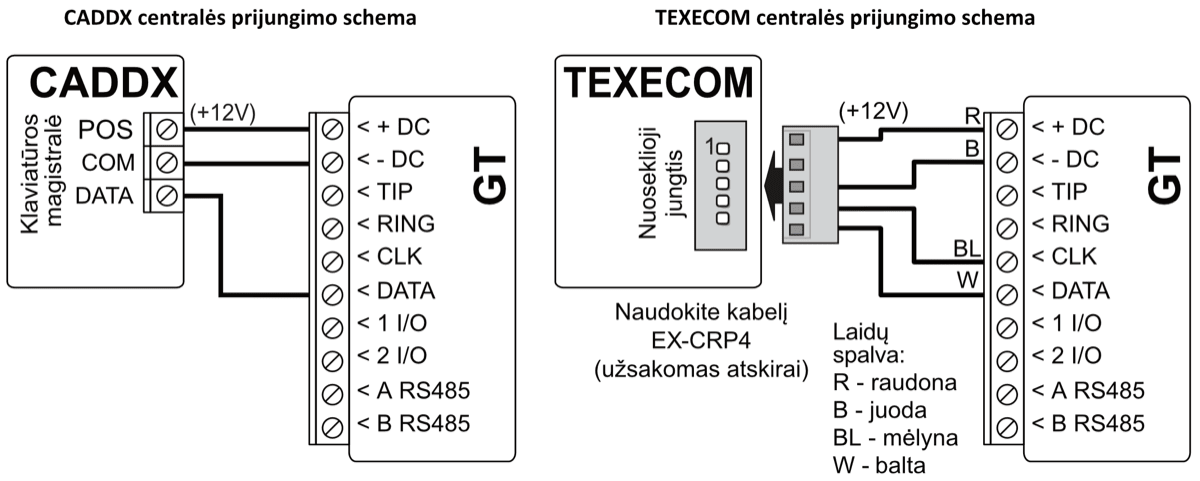 CADDX centralės prijungimo schema
CADDX
Klaviatūros
magistralė
POS
COM
DATA
(+12V)
< + DC
< - DC
< TIP
< RING
< CLK
< DATA
< 1 I/O
< 2 I/O
< A RS485
< B RS485
GT
TEXECOM centralės prijungimo schema
TEXECOM
Nuoseklioji
jungtis
1
(+12V)
R
B
BL
W
< + DC
< - DC
< TIP
< RING
< CLK
< DATA
< 1 I/O
< 2 I/O
< A RS485
< B RS485
GT
Naudokite kabelį
EX-CRP4
(užsakomas atskirai)
Laidų
spalva:
R - raudona
B - juoda
BL - mėlyna
W - balta